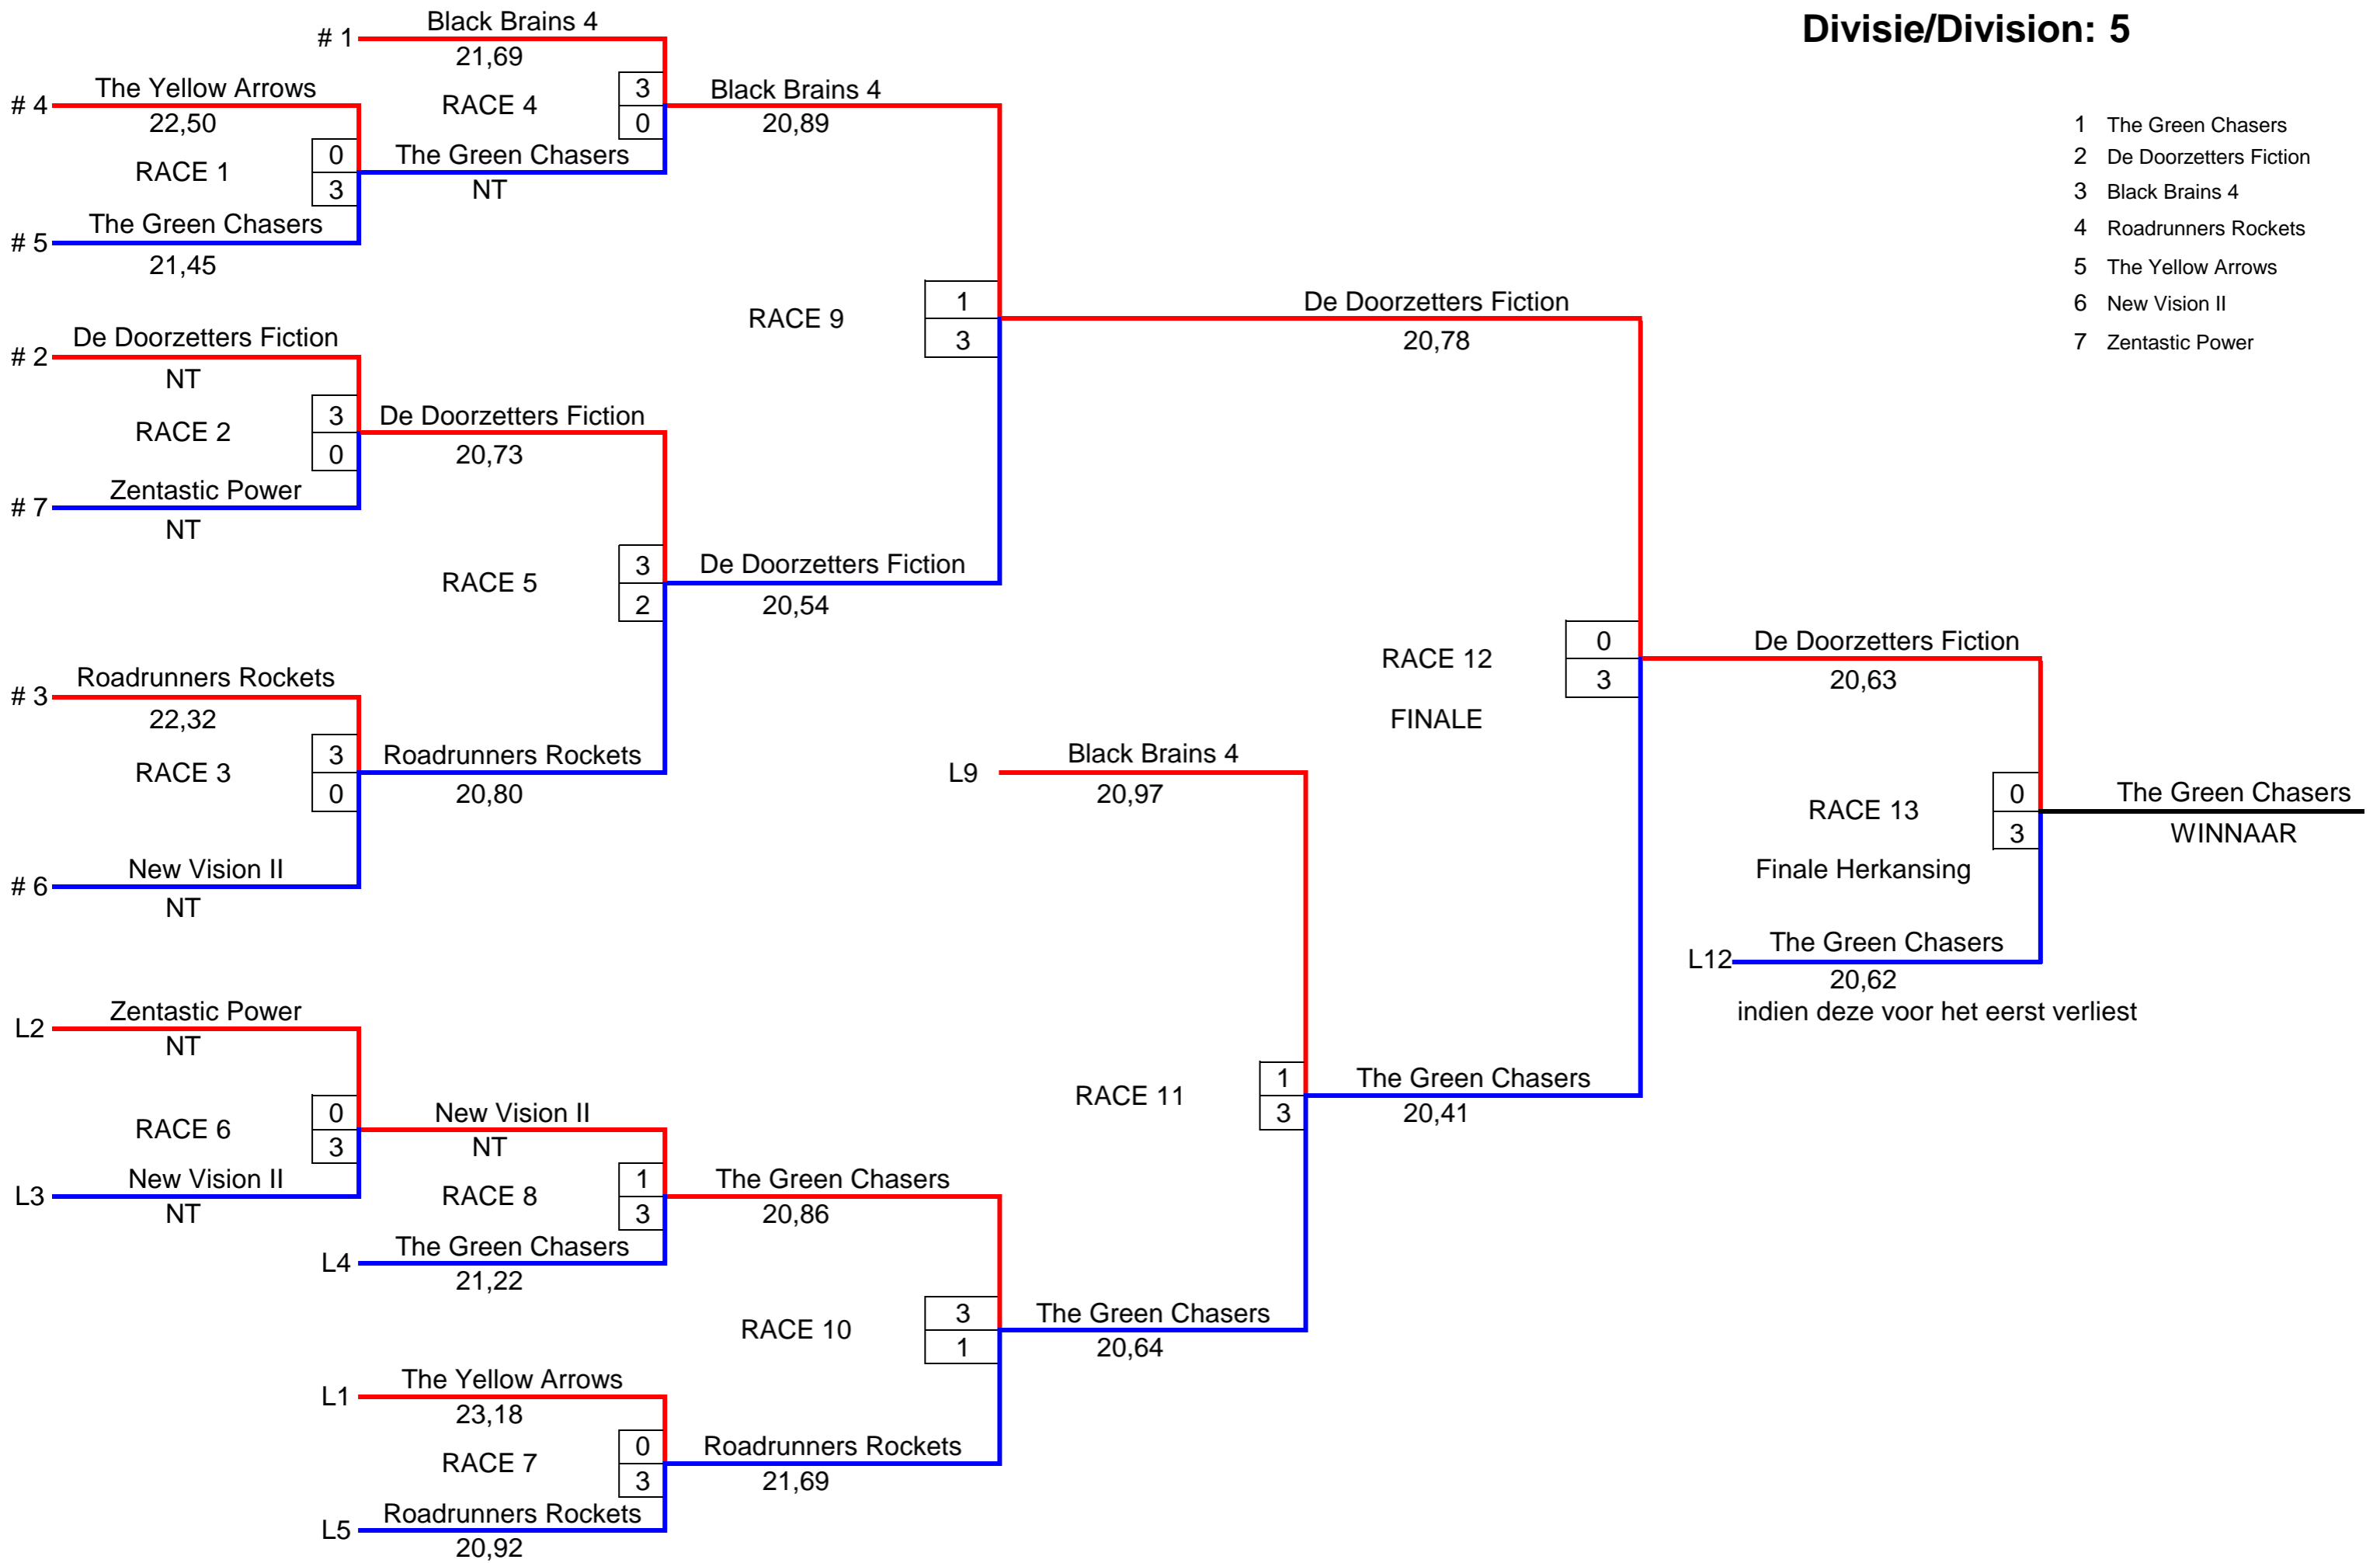 Divisie/Division: 5
1 The Green Chasers
2 De Doorzetters Fiction
3 Black Brains 4
4 Roadrunners Rockets
5 The Yellow Arrows
6 New Vision II
7 Zentastic Power
# 1
Black Brains 4
21,69
# 4
The Yellow Arrows
22,50
RACE 1
0
3
# 5
The Green Chasers
21,45
RACE 4
3
0
The Green Chasers
NT
Black Brains 4
20,89
# 2
De Doorzetters Fiction
NT
RACE 2
3
0
# 7
Zentastic Power
NT
De Doorzetters Fiction
20,73
RACE 5
3
2
De Doorzetters Fiction
20,54
RACE 9
1
3
De Doorzetters Fiction
20,78
# 3
Roadrunners Rockets
22,32
RACE 3
3
0
# 6
New Vision II
NT
Roadrunners Rockets
20,80
RACE 12
FINALE
0
3
De Doorzetters Fiction
20,63
L9
Black Brains 4
20,97
RACE 13
Finale Herkansing
0
3
The Green Chasers
WINNAAR
L12
The Green Chasers
20,62
indien deze voor het eerst verliest
L2
Zentastic Power
NT
RACE 6
0
3
L3
New Vision II
NT
New Vision II
NT
RACE 8
1
3
L4
The Green Chasers
21,22
The Green Chasers
20,86
RACE 11
1
3
The Green Chasers
20,41
RACE 10
3
1
The Green Chasers
20,64
L1
The Yellow Arrows
23,18
RACE 7
0
3
L5
Roadrunners Rockets
20,92
Roadrunners Rockets
21,69